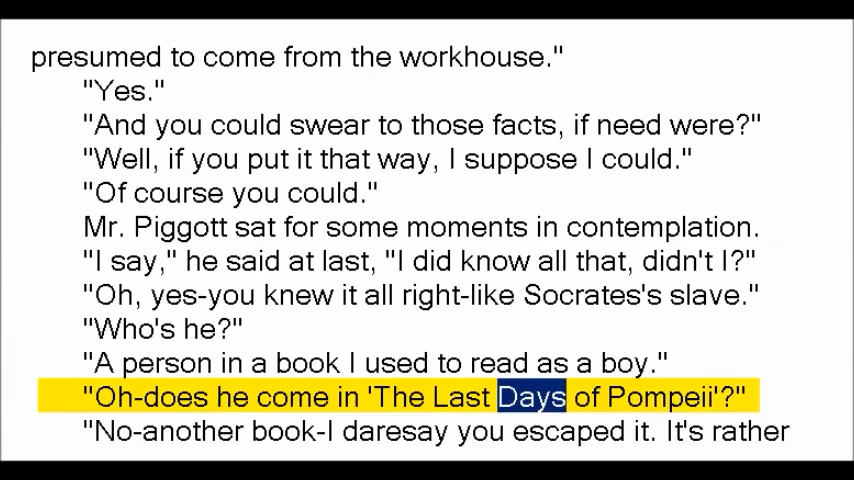 presumed to come from the workhouse."
"Yes."
"And you could swear to those facts, if need were?"
"Well, if you put it that way, I suppose I could."
"Of course you could."
Mr. Piggott sat for some moments in contemplation.
"I say," he said at last, "I did know all that, didn't I?"
"Oh, yes-you knew it all right-like Socrates's slave."
"Who's he?"
"A person in a book I used to read as a boy."
"Oh-does he come in 'The Last Days of Pompeii'?"
"No-another book-I daresay you escaped it. It's rather